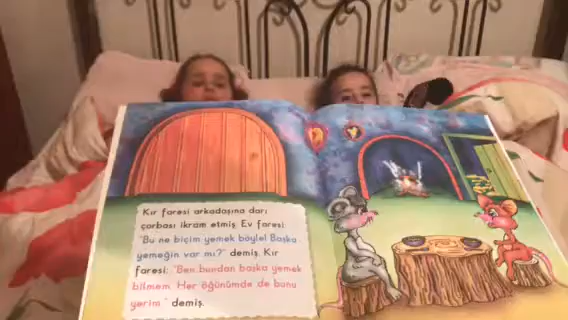 Kır faresi arkadaşına darı
çorbası ikram etmiş. Ev faresi:
"Bu ne biçim yemek böyle! Başka
yemeğin var mı?" demiş. Kır
faresi: "Ben bundan başka yemek
bilmem. Her öğünümde de bunu
yerim." demiş.